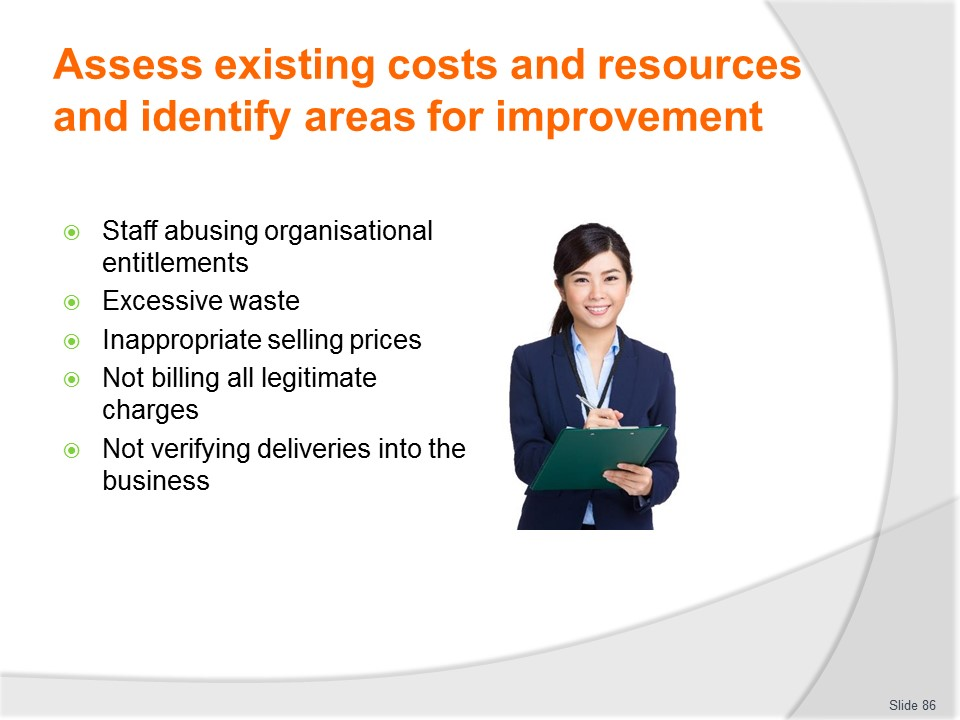 Assess existing costs and resources
and identify areas for improvement
Staff abusing organisational
entitlements
Excessive waste
Inappropriate selling prices
Not billing all legitimate
charges
Not verifying deliveries into the
business
Slide 86